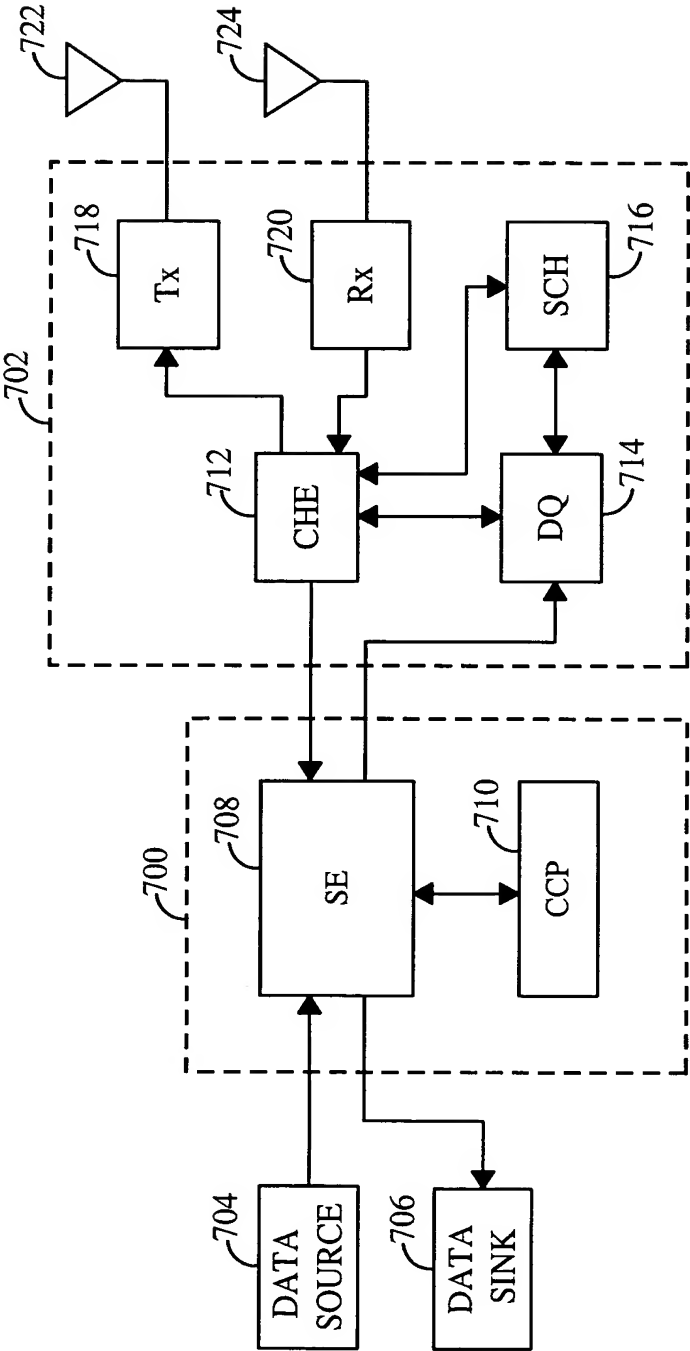 702
722
718
Tx
724
720
Rx
712
CHE
SCH
716
DQ
714
700
708
SE
710
CCP
704
DATA
SOURCE
706
DATA
SINK